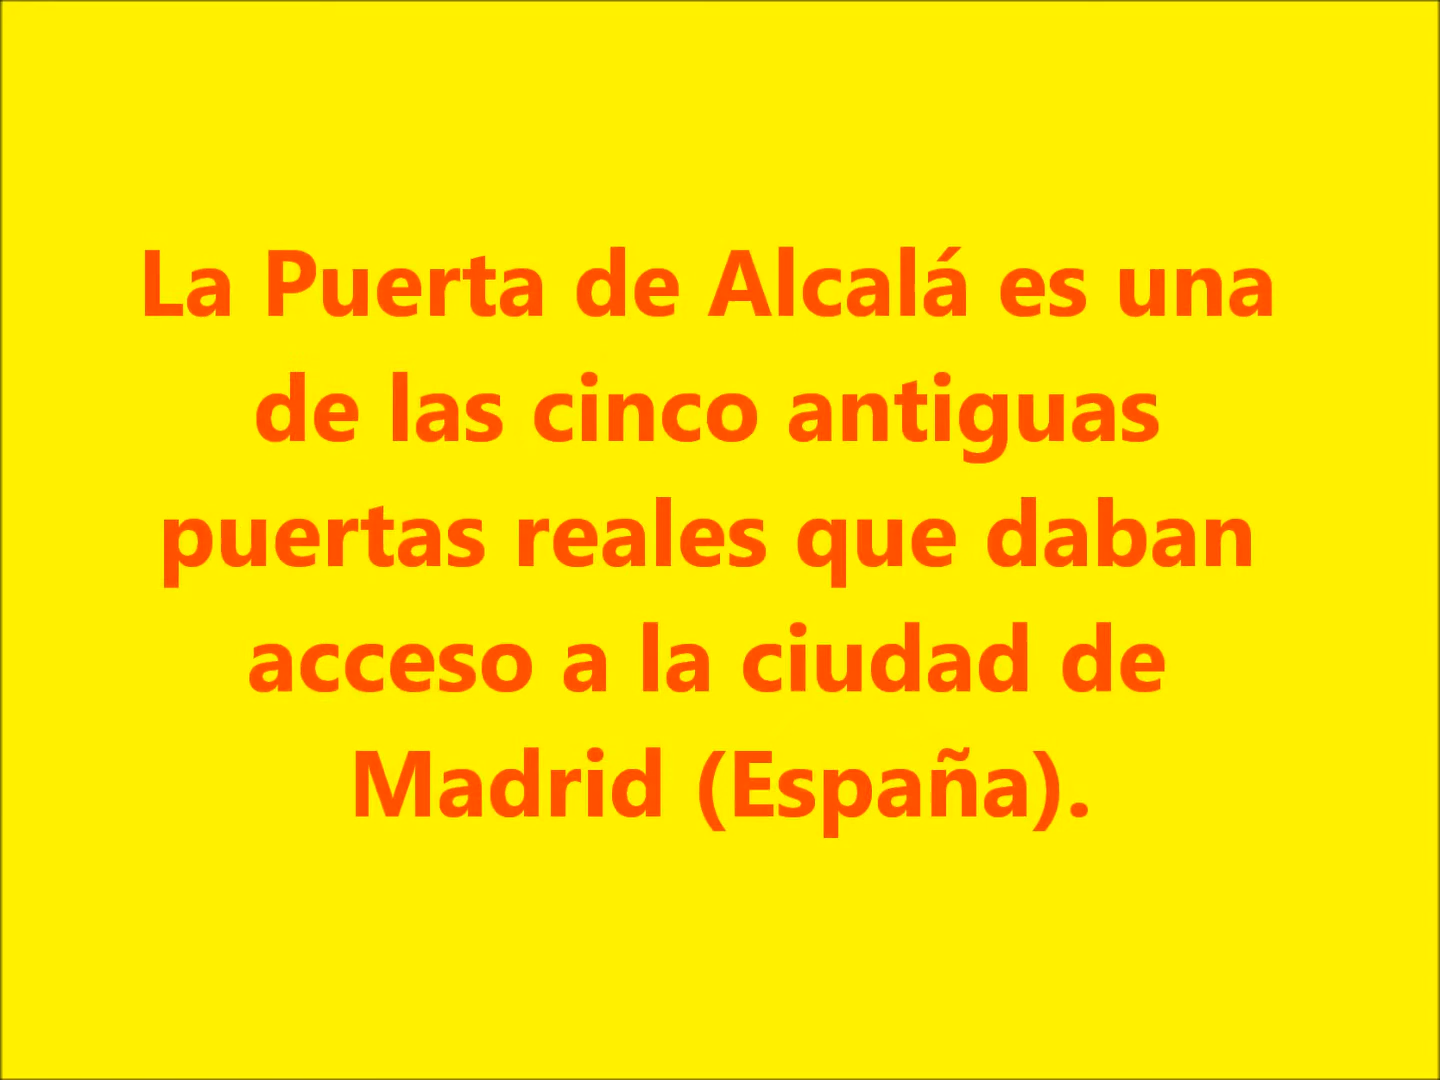 La Puerta de Alcalá es una
de las cinco antiguas
puertas reales que daban
acceso a la ciudad de
Madrid (España).